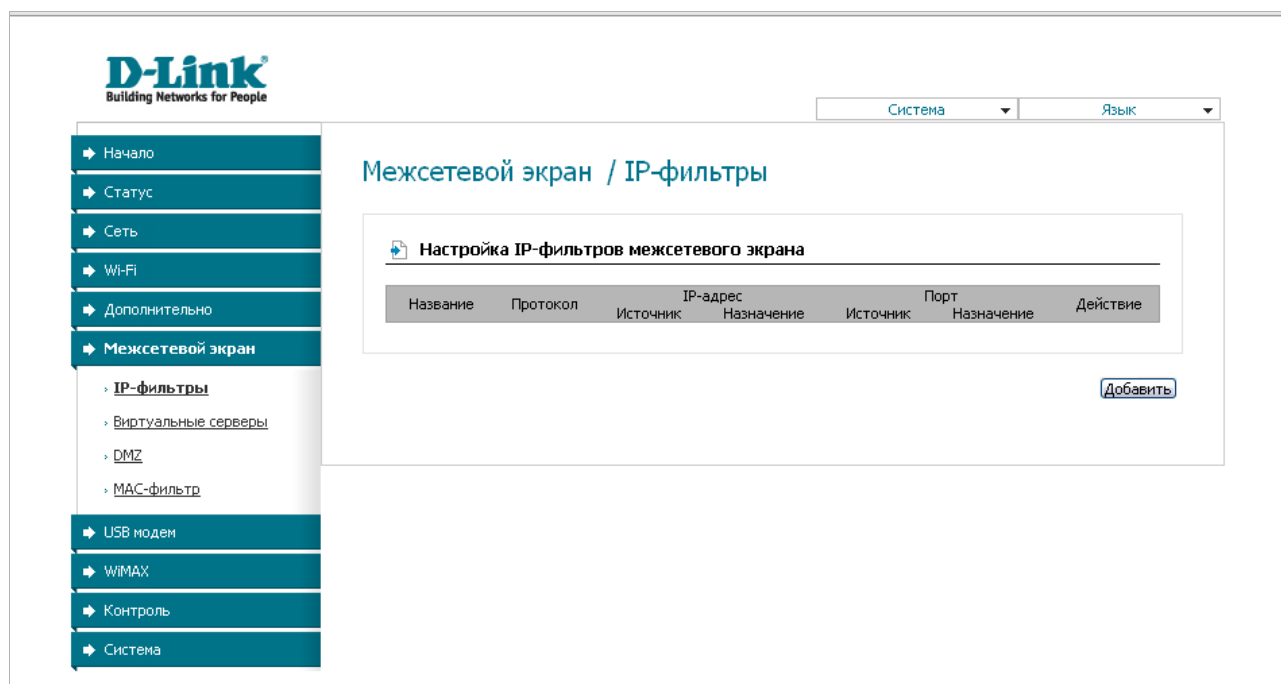 D-Link
Building Networks for People
Система Язык
Начало
Статус
Сеть
Wi-Fi
Дополнительно
Межсетевой экран
IP-фильтры
Виртуальные серверы
DMZ
МАС-фильтр
USB модем
WiMAX
Контроль
Система
Межсетевой экран / IP-фильтры
Настройка IP-фильтров межсетевого экрана
Название Протокол IP-адрес Порт Действие
Источник Назначение Источник Назначение
Добавить